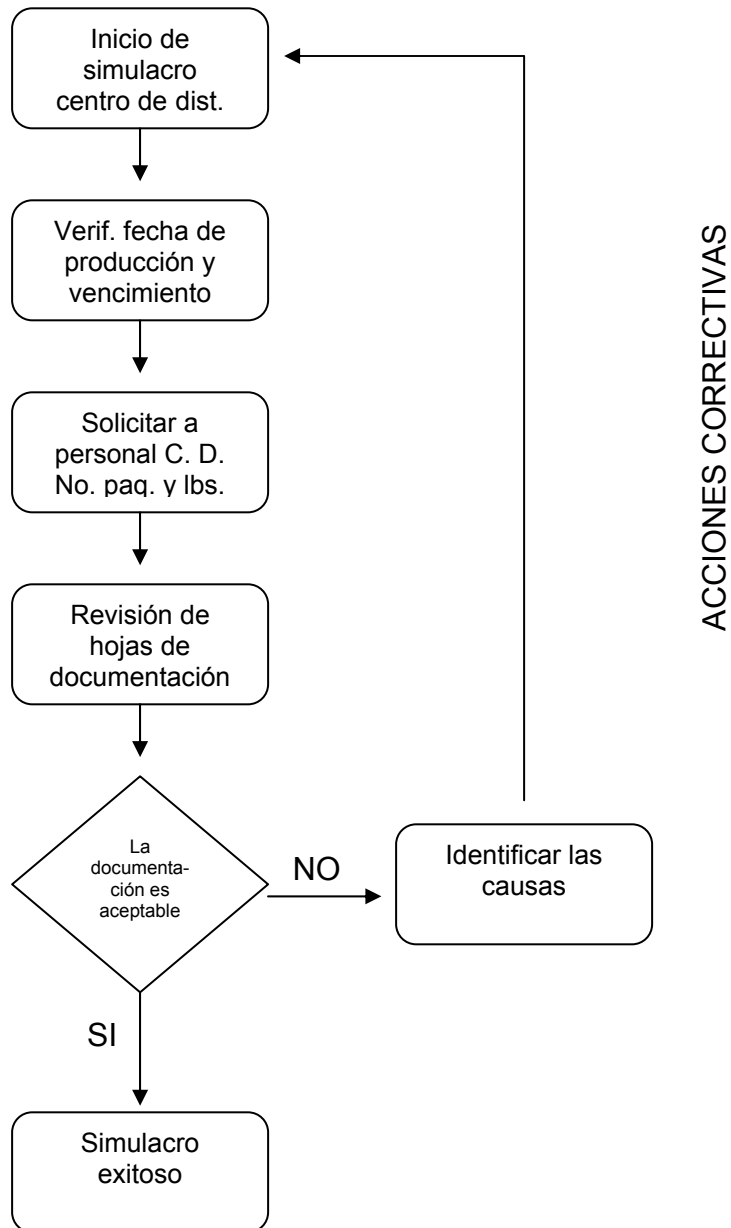 Inicio de
simulacro
centro de dist.
Verif. fecha de
producción y
vencimiento
Solicitar a
personal C. D.
No. paq. y lbs.
Revisión de
hojas de
documentación
La
documenta-
ción es
aceptable
NO
Identificar las
causas
SI
Simulacro
exitoso
ACCIONES CORRECTIVAS